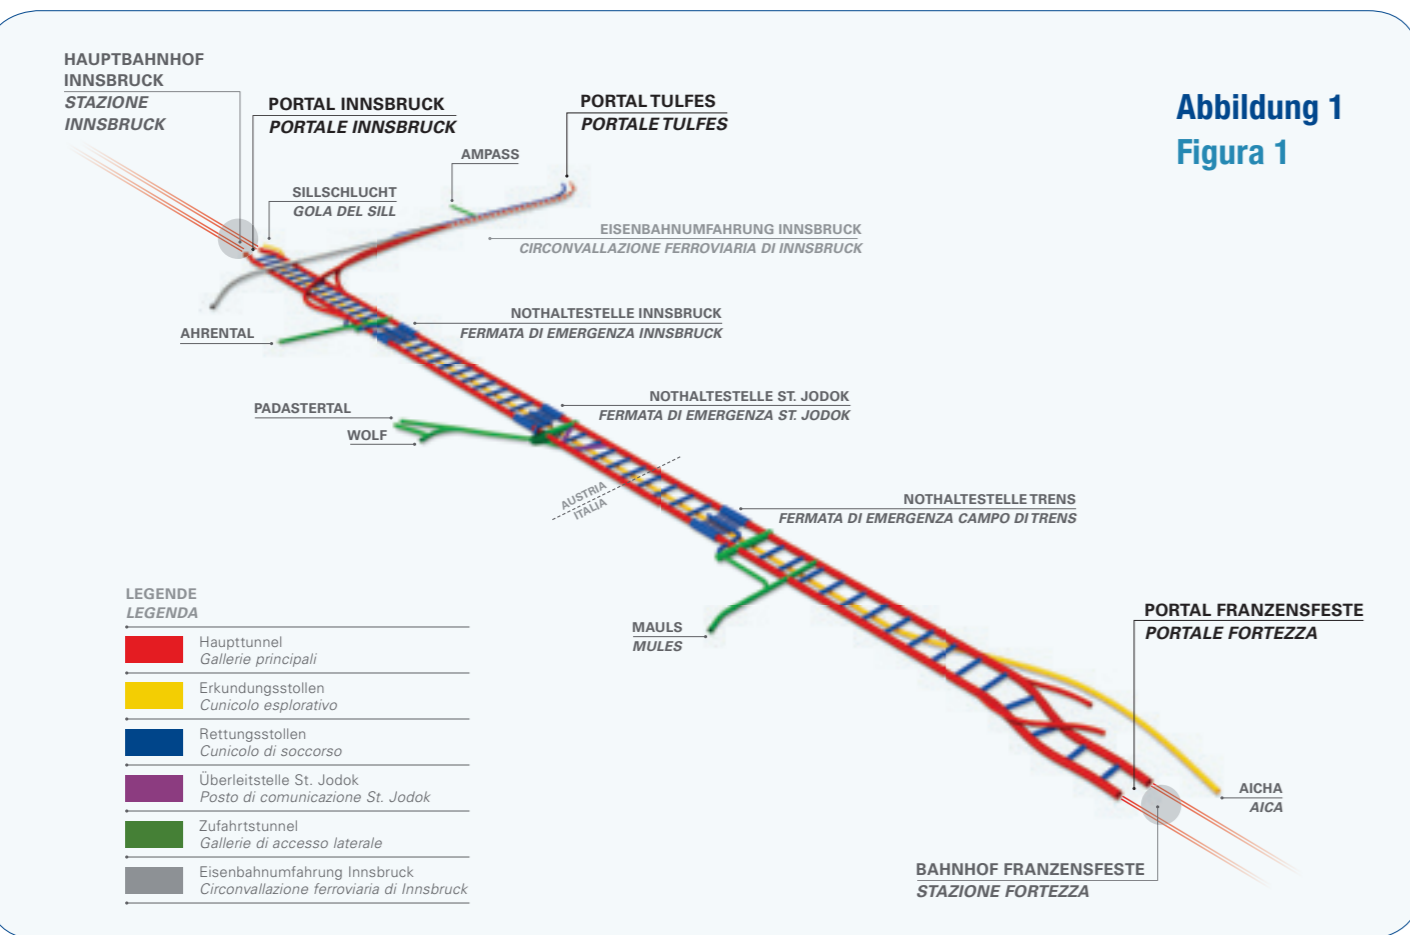 Abbildung 1
Figura 1
HAUPTBAHNHOF
INNSBRUCK
STAZIONE
INNSBRUCK
PORTAL INNSBRUCK
PORTALE INNSBRUCK
PORTAL TULFES
PORTALE TULFES
AMPASS
SILLSCHLUCHT
GOLA DEL SILL
EISENBAHNUMFAHRUNG INNSBRUCK
CIRCONVALLAZIONE FERROVIARIA DI INNSBRUCK
NOTHALTESTELLE INNSBRUCK
FERMATA DI EMERGENZA INNSBRUCK
AHRENTAL
NOTHALTESTELLE ST. JODOK
FERMATA DI EMERGENZA ST. JODOK
PADASTERTAL
WOLF
AUSTRIA
ITALIA
NOTHALTESTELLE TRENS
FERMATA DI EMERGENZA CAMPO DI TRENS
MAULS
MULES
PORTAL FRANZENSFESTE
PORTALE FORTEZZA
AICHA
AICA
BAHNHOF FRANZENSFESTE
STAZIONE FORTEZZA
LEGENDE
LEGENDA
Haupttunnel
Gallerie principali
Erkundungsstollen
Cunicolo esplorativo
Rettungsstollen
Cunicolo di soccorso
Überleitstelle St. Jodok
Posto di comunicazione St. Jodok
Zufahrtstunnel
Gallerie di accesso laterale
Eisenbahnumfahrung Innsbruck
Circonvallazione ferroviaria di Innsbruck